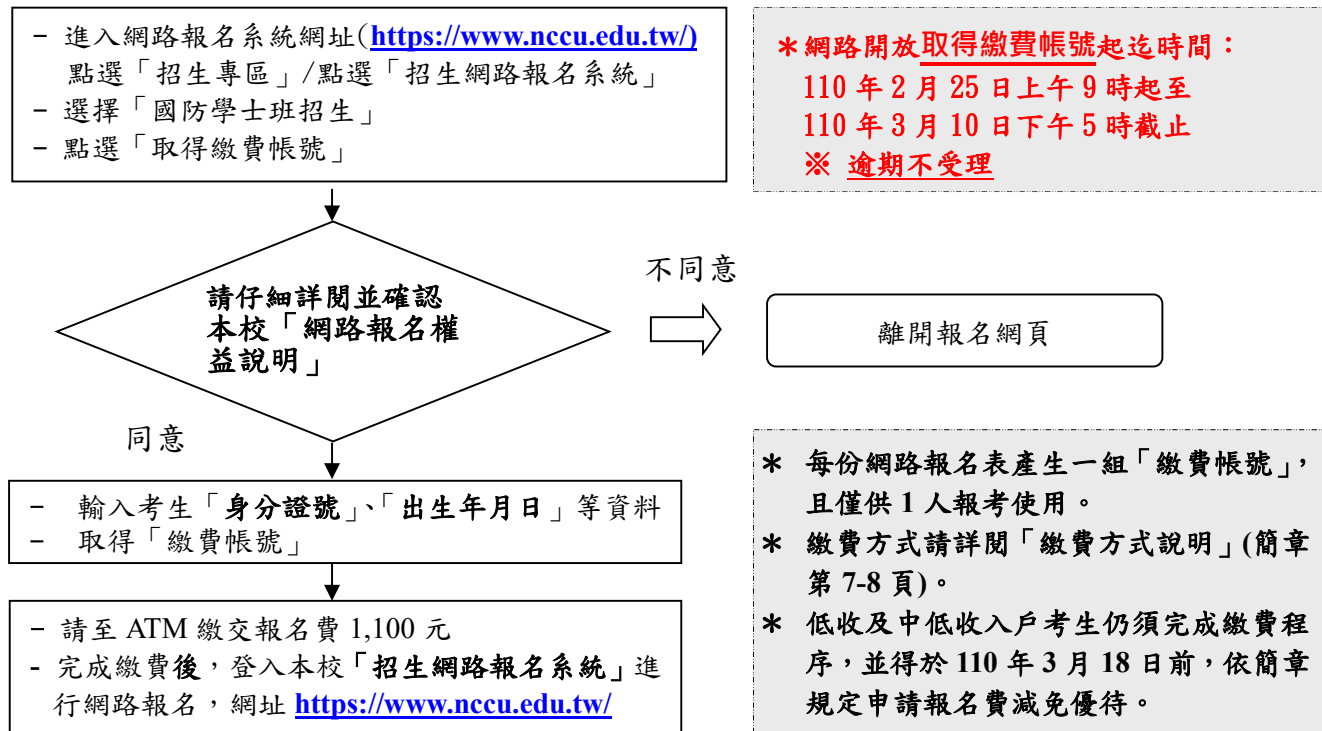 - 進入網路報名系統網址(https://www.nccu.edu.tw/)
點選「招生專區」/點選「招生網路報名系統」
- 選擇「國防學士班招生」
- 點選「取得繳費帳號」
＊網路開放取得繳費帳號起迄時間：
110 年 2 月 25 日上午 9 時起至
110 年 3 月 10 日下午 5 時截止
※ 逾期不受理
請仔細詳閱並確認
本校「網路報名權
益說明」
不同意
離開報名網頁
同意
- 輸入考生「身分證號」、「出生年月日」等資料
- 取得「繳費帳號」
- 請至 ATM 繳交報名費 1,100 元
- 完成繳費後，登入本校「招生網路報名系統」進
行網路報名，網址 https://www.nccu.edu.tw/
＊ 每份網路報名表產生一組「繳費帳號」，
且僅供 1 人報考使用。
＊ 繳費方式請詳閱「繳費方式說明」(簡章
第 7-8 頁)。
＊ 低收及中低收入戶考生仍須完成繳費程
序，並得於 110 年 3 月 18 日前，依簡章
規定申請報名費減免優待。